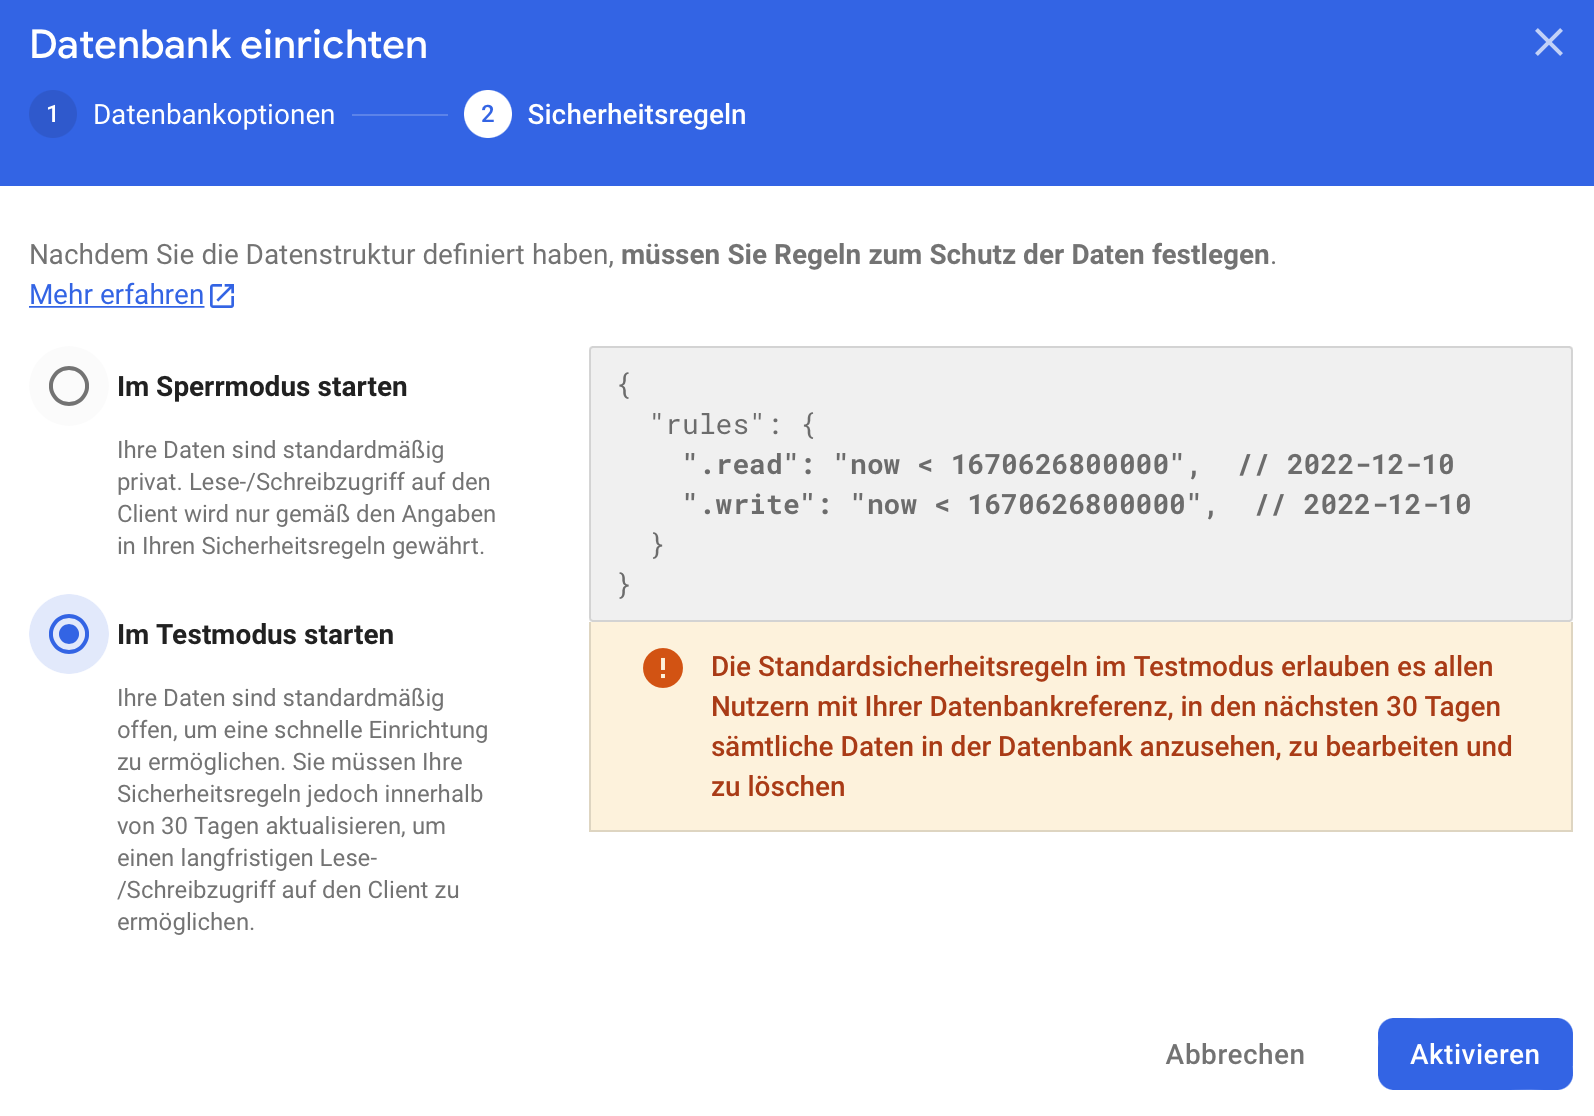 Datenbank einrichten
1 Datenbankoptionen 2 Sicherheitsregeln
Nachdem Sie die Datenstruktur definiert haben, müssen Sie Regeln zum Schutz der Daten festlegen.
Mehr erfahren
Im Sperrmodus starten
Ihre Daten sind standardmäßig
privat. Lese-/Schreibzugriff auf den
Client wird nur gemäß den Angaben
in Ihren Sicherheitsregeln gewährt.
Im Testmodus starten
Ihre Daten sind standardmäßig
offen, um eine schnelle Einrichtung
zu ermöglichen. Sie müssen Ihre
Sicherheitsregeln jedoch innerhalb
von 30 Tagen aktualisieren, um
einen langfristigen Lese-
/Schreibzugriff auf den Client zu
ermöglichen.
{
  "rules": {
    ".read": "now < 1670626800000",  // 2022-12-10
    ".write": "now < 1670626800000",  // 2022-12-10
  }
}
Die Standardsicherheitsregeln im Testmodus erlauben es allen
Nutzern mit Ihrer Datenbankreferenz, in den nächsten 30 Tagen
sämtliche Daten in der Datenbank anzusehen, zu bearbeiten und
zu löschen
Abbrechen Aktivieren